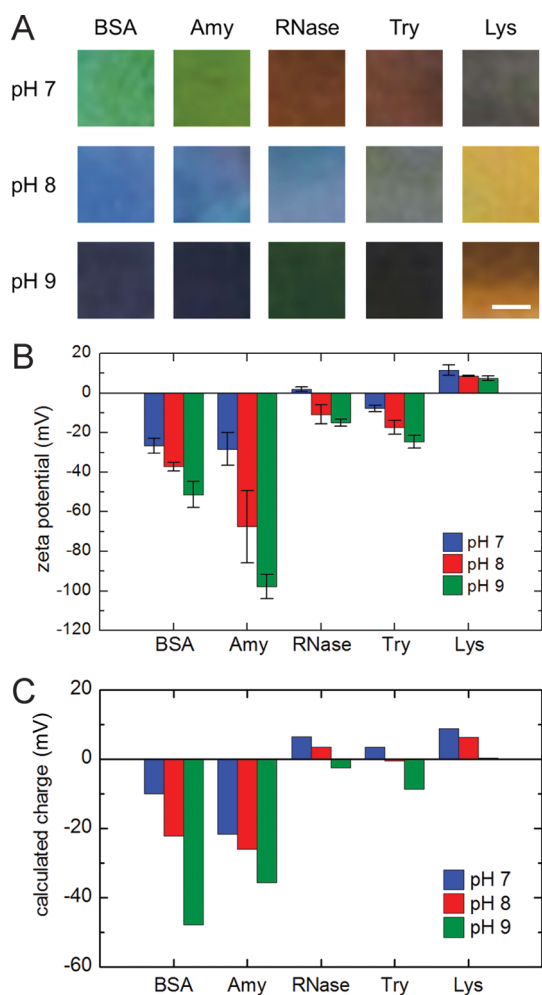 A
BSA Amy RNase Try Lys
pH 7
pH 8
pH 9
B
20
0
-20
-40
-60
-80
-100
-120
zeta potential (mV)
pH 7
pH 8
pH 9
BSA Amy RNase Try Lys
C
20
0
-20
-40
-60
calculated charge (mV)
pH 7
pH 8
pH 9
BSA Amy RNase Try Lys